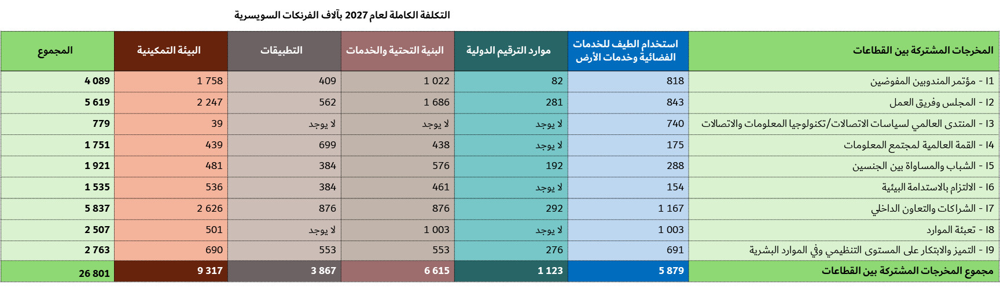 التكلفة الكاملة لعام 2027 بآلاف الفرنكات السويسرية
المخرجات المشتركة بين القطاعات استخدام الطيف للخدمات الفضائية وخدمات الأرض موارد الترقيم الدولية البنية التحتية والخدمات التطبيقات البيئة التمكينية المجموع
I1 - مؤتمر المندوبين المفوضين 818 82 1 022 409 1 758 4 089
I2 - المجلس وفريق العمل 843 281 1 686 562 2 247 5 619
I3 - المنتدى العالمي لسياسات الاتصالات/تكنولوجيا المعلومات والاتصالات 740 لا يوجد لا يوجد لا يوجد 39 779
I4 - القمة العالمية لمجتمع المعلومات 175 لا يوجد 438 699 439 1 751
I5 - الشباب والمساواة بين الجنسين 288 192 576 384 481 1 921
I6 - الالتزام بالاستدامة البيئية 154 لا يوجد 461 384 536 1 535
I7 - الشراكات والتعاون الداخلي 1 167 292 876 876 2 626 5 837
I8 - تعبئة الموارد 1 003 لا يوجد 1 003 لا يوجد 501 2 507
I9 - التميز والابتكار على المستوى التنظيمي وفي الموارد البشرية 691 276 553 553 690 2 763
مجموع المخرجات المشتركة بين القطاعات 5 879 1 123 6 615 3 867 9 317 26 801